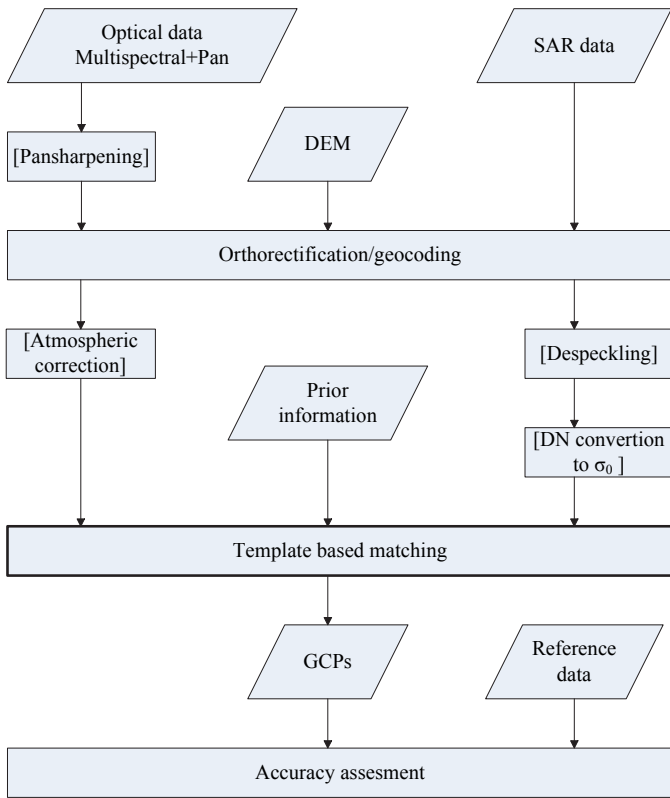 Optical data
Multispectral+Pan
SAR data
[Pansharpening]
DEM
Orthorectification/geocoding
[Atmospheric
correction]
[Despeckling]
Prior
information
[DN convertion
to σ₀ ]
Template based matching
GCPs
Reference
data
Accuracy assesment